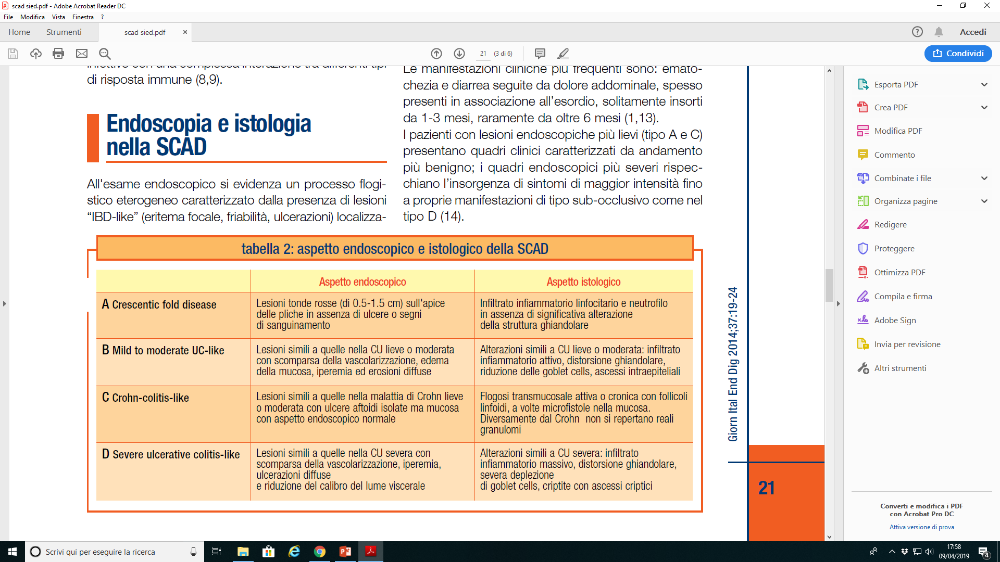 scad sied.pdf - Adobe Acrobat Reader DC
File Modifica Vista Finestra ?
Home Strumenti scad sied.pdf × Accedi
21 (3 di 6) Condividi
infettivo con una complessa interazione tra differenti tipi
di risposta immune (8,9).
Endoscopia e istologia
nella SCAD
All'esame endoscopico si evidenza un processo flogi-
stico eterogeneo caratterizzato dalla presenza di lesioni
“IBD-like” (eritema focale, friabilità, ulcerazioni) localizza-
Le manifestazioni cliniche più frequenti sono: emato-
chezia e diarrea seguite da dolore addominale, spesso
presenti in associazione all’esordio, solitamente insorti
da 1-3 mesi, raramente da oltre 6 mesi (1,13).
I pazienti con lesioni endoscopiche più lievi (tipo A e C)
presentano quadri clinici caratterizzati da andamento
più benigno; i quadri endoscopici più severi rispec-
chiano l’insorgenza di sintomi di maggior intensità fino
a proprie manifestazioni di tipo sub-occlusivo come nel
tipo D (14).
tabella 2: aspetto endoscopico e istologico della SCAD
Aspetto endoscopico
Aspetto istologico
A Crescentic fold disease
Lesioni tonde rosse (di 0.5-1.5 cm) sull'apice
delle pliche in assenza di ulcere o segni
di sanguinamento
Infiltrato infiammatorio linfocitario e neutrofilo
in assenza di significativa alterazione
della struttura ghiandolare
B Mild to moderate UC-like
Lesioni simili a quelle nella CU lieve o moderata
con scomparsa della vascolarizzazione, edema
della mucosa, iperemia ed erosioni diffuse
Alterazioni simili a CU lieve o moderata: infiltrato
infiammatorio attivo, distorsione ghiandolare,
riduzione delle goblet cells, ascessi intraepiteliali
C Crohn-colitis-like
Lesioni simili a quelle nella malattia di Crohn lieve
o moderata con ulcere aftoidi isolate ma mucosa
con aspetto endoscopico normale
Flogosi transmucosale attiva o cronica con follicoli
linfoidi, a volte microfistole nella mucosa.
Diversamente dal Crohn non si repertano reali
granulomi
D Severe ulcerative colitis-like
Lesioni simili a quelle nella CU severa con
scomparsa della vascolarizzazione, iperemia,
ulcerazioni diffuse
e riduzione del calibro del lume viscerale
Alterazioni simili a CU severa: infiltrato
infiammatorio massivo, distorsione ghiandolare,
severa deplezione
di goblet cells, criptite con ascessi criptici
Giorn Ital End Dig 2014;37:19-24
21
Esporta PDF
Crea PDF
Modifica PDF
Commento
Combinate i file
Organizza pagine
Redigere
Proteggere
Ottimizza PDF
Compila e firma
Adobe Sign
Invia per revisione
Altri strumenti
Converti e modifica i PDF
con Acrobat Pro DC
Attiva versione di prova
Scrivi qui per eseguire la ricerca
17:58
09/04/2019
4